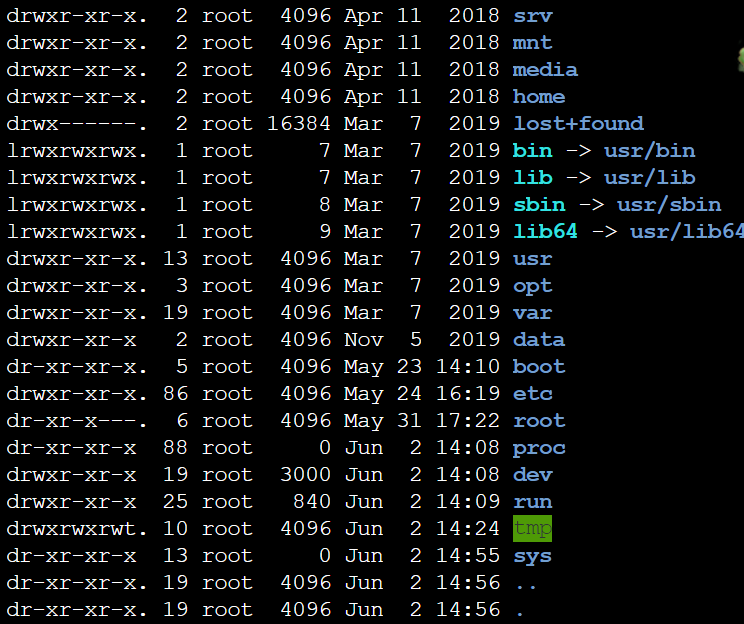 drwxr-xr-x.  2 root  4096 Apr 11  2018 srv
drwxr-xr-x.  2 root  4096 Apr 11  2018 mnt
drwxr-xr-x.  2 root  4096 Apr 11  2018 media
drwxr-xr-x.  2 root  4096 Apr 11  2018 home
drwx------.  2 root 16384 Mar  7  2019 lost+found
lrwxrwxrwx.  1 root     7 Mar  7  2019 bin -> usr/bin
lrwxrwxrwx.  1 root     7 Mar  7  2019 lib -> usr/lib
lrwxrwxrwx.  1 root     8 Mar  7  2019 sbin -> usr/sbin
lrwxrwxrwx.  1 root     9 Mar  7  2019 lib64 -> usr/lib64
drwxr-xr-x. 13 root  4096 Mar  7  2019 usr
drwxr-xr-x.  3 root  4096 Mar  7  2019 opt
drwxr-xr-x. 19 root  4096 Mar  7  2019 var
drwxr-xr-x   2 root  4096 Nov  5  2019 data
dr-xr-xr-x.  5 root  4096 May 23 14:10 boot
drwxr-xr-x. 86 root  4096 May 24 16:19 etc
dr-xr-x---.  6 root  4096 May 31 17:22 root
dr-xr-xr-x  88 root     0 Jun  2 14:08 proc
drwxr-xr-x  19 root  3000 Jun  2 14:08 dev
drwxr-xr-x  25 root   840 Jun  2 14:09 run
drwxrwxrwt. 10 root  4096 Jun  2 14:24 tmp
dr-xr-xr-x  13 root     0 Jun  2 14:55 sys
dr-xr-xr-x. 19 root  4096 Jun  2 14:56 ..
dr-xr-xr-x. 19 root  4096 Jun  2 14:56 .